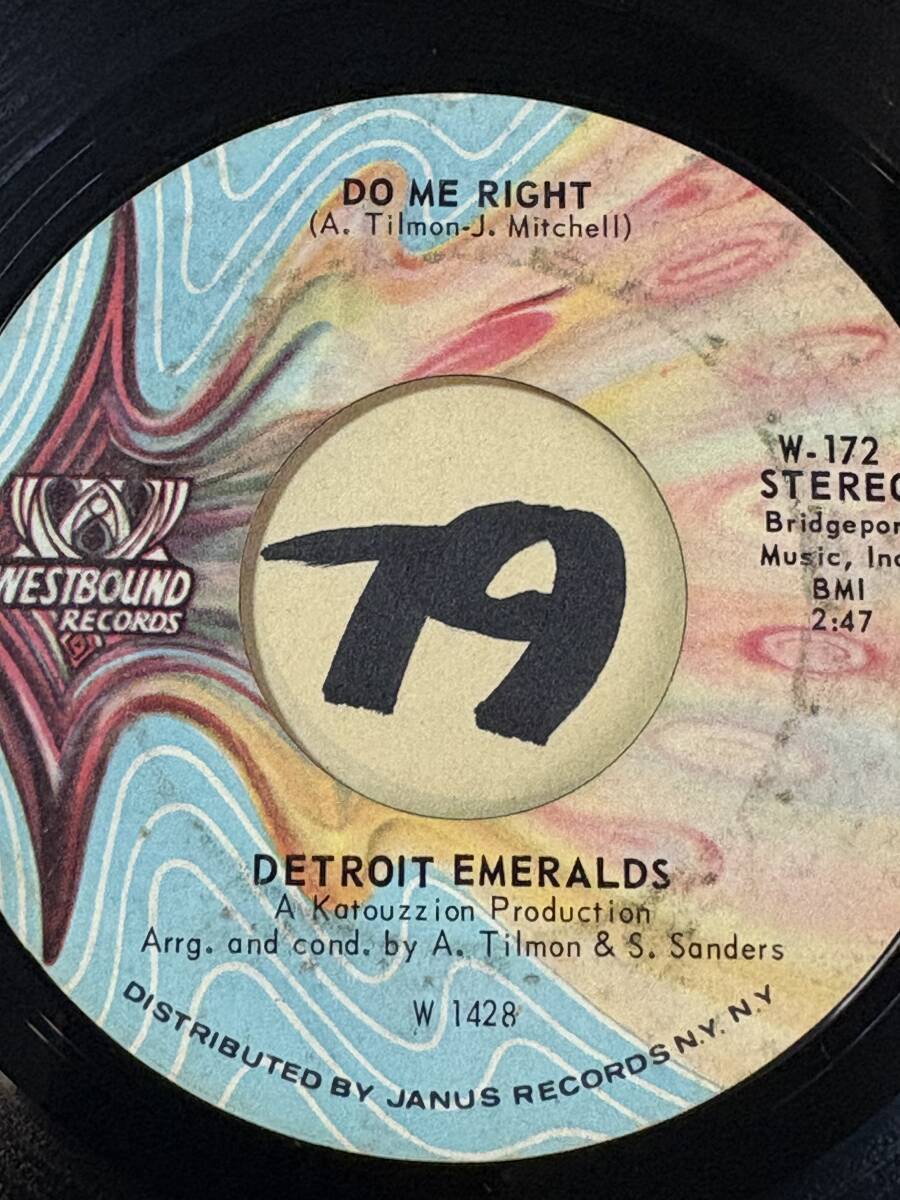 DO ME RIGHT
(A. Tilmon-J. Mitchell)
W-172
STEREO
Bridgepor
Music, Inc
BMI
2:47
WESTBOUND
RECORDS
DETROIT EMERALDS
A Katouzzion Production
Arrg. and cond. by A. Tilmon & S. Sanders
W 1428
DISTRIBUTED BY JANUS RECORDS N.Y. N.Y